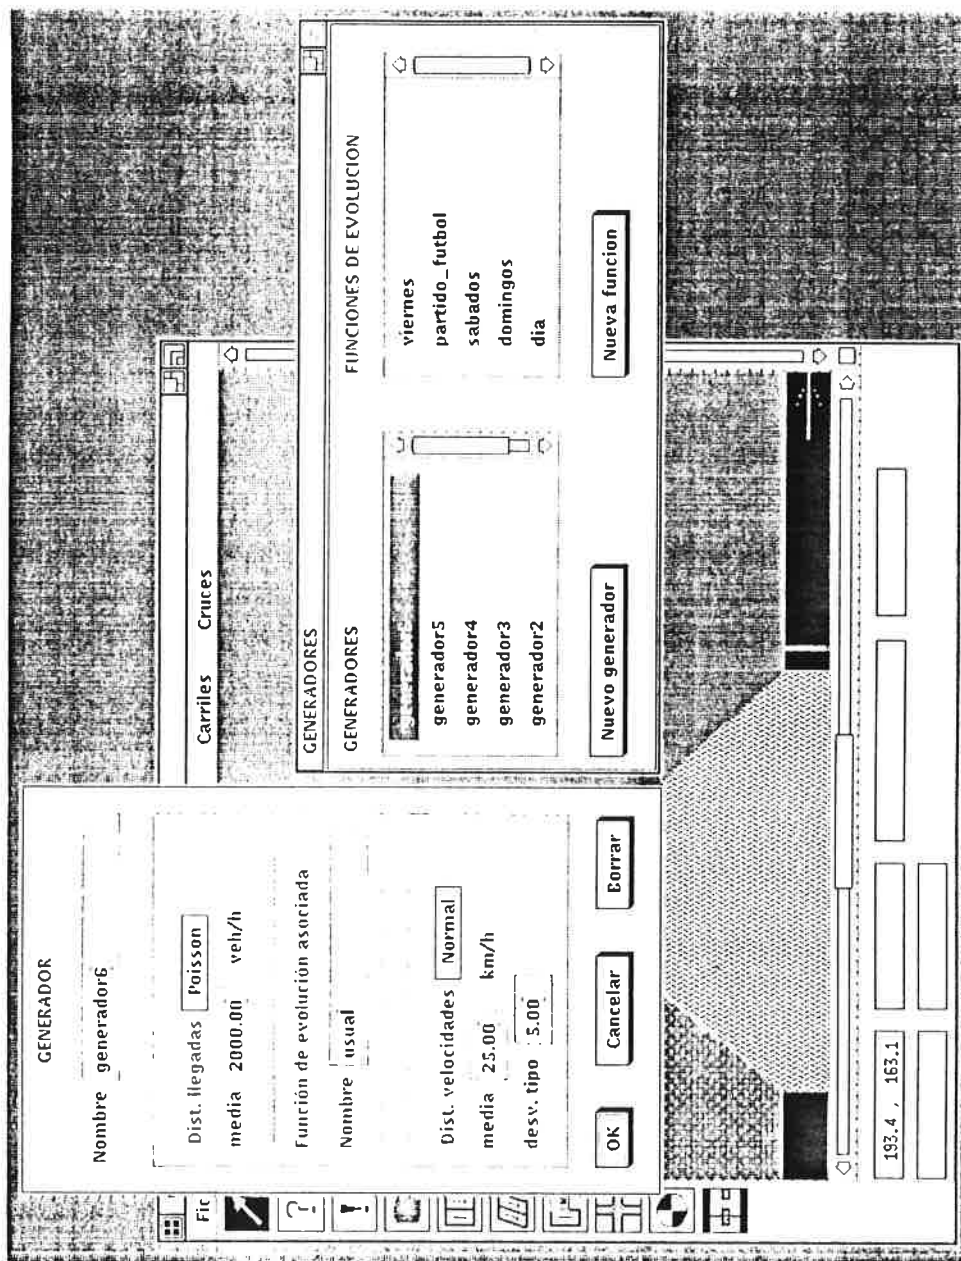 GENERADOR
Nombre generador6
Dist. llegadas Poisson
media 2000.00 veh/h
Función de evolución asociada
Nombre usual
Dist. velocidades Normal
media 25.00 km/h
desv. tipo 5.00
OK Cancelar Borrar
Fic
Carriles Cruces
GENERADORES
GENERADORES
generador5
generador4
generador3
generador2
Nuevo generador
FUNCIONES DE EVOLUCION
viernes
partido_futbol
sabados
domingos
dia
Nueva funcion
193.4 , 163.1